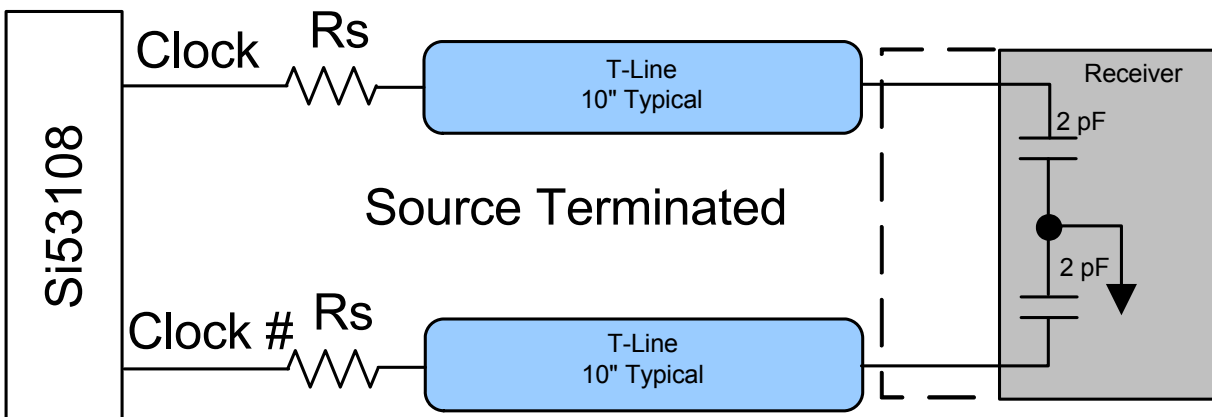 Si53108
Clock
Rs
T-Line
10" Typical
Receiver
2 pF
Source Terminated
2 pF
Clock #
Rs
T-Line
10" Typical